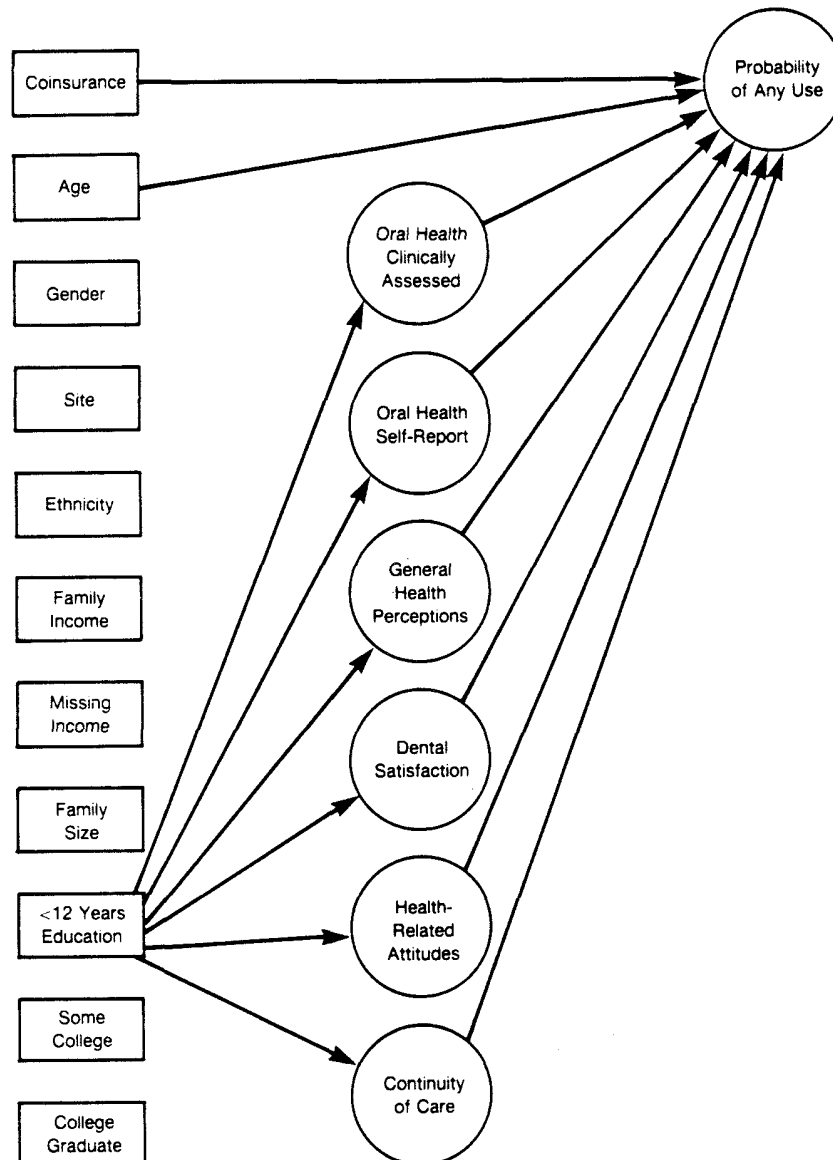 Coinsurance
Age
Gender
Site
Ethnicity
Family
Income
Missing
Income
Family
Size
<12 Years
Education
Some
College
College
Graduate
Oral Health
Clinically
Assessed
Oral Health
Self-Report
General
Health
Perceptions
Dental
Satisfaction
Health-
Related
Attitudes
Continuity
of Care
Probability
of Any Use